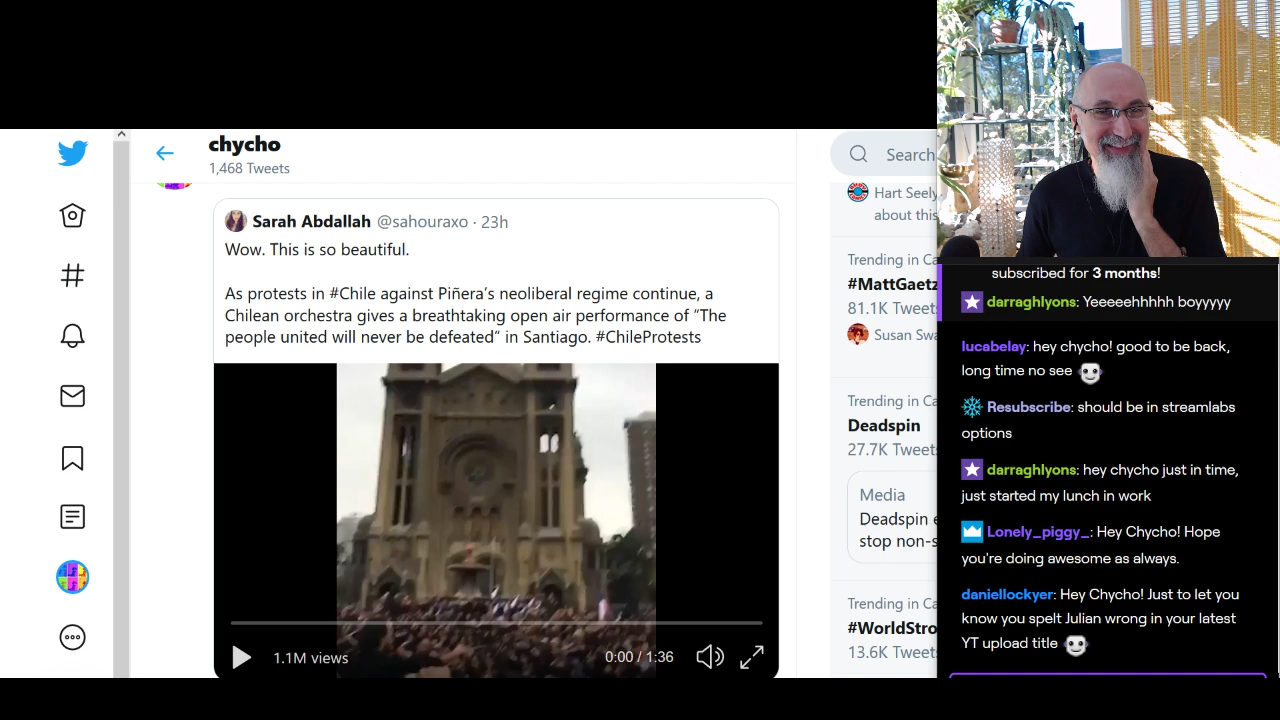 chycho
1,468 Tweets
Sarah Abdallah @sahouraxo · 23h
Wow. This is so beautiful.
As protests in #Chile against Piñera’s neoliberal regime continue, a
Chilean orchestra gives a breathtaking open air performance of “The
people united will never be defeated“ in Santiago. #ChileProtests
1.1M views
0:00 / 1:36
Search
Hart Seely
about this
Trending in Ca
#MattGaetz
81.1K Tweets
Susan Swa
Trending in Ca
Deadspin
27.7K Tweets
Media
Deadspin e
stop non-s
Trending in Ca
#WorldStro
13.6K Tweets
subscribed for 3 months!
darraghlyons: Yeeeeehhhhh boyyyyy
lucabelay: hey chycho! good to be back,
long time no see
Resubscribe: should be in streamlabs
options
darraghlyons: hey chycho just in time,
just started my lunch in work
Lonely_piggy_: Hey Chycho! Hope
you're doing awesome as always.
daniellockyer: Hey Chycho! Just to let you
know you spelt Julian wrong in your latest
YT upload title